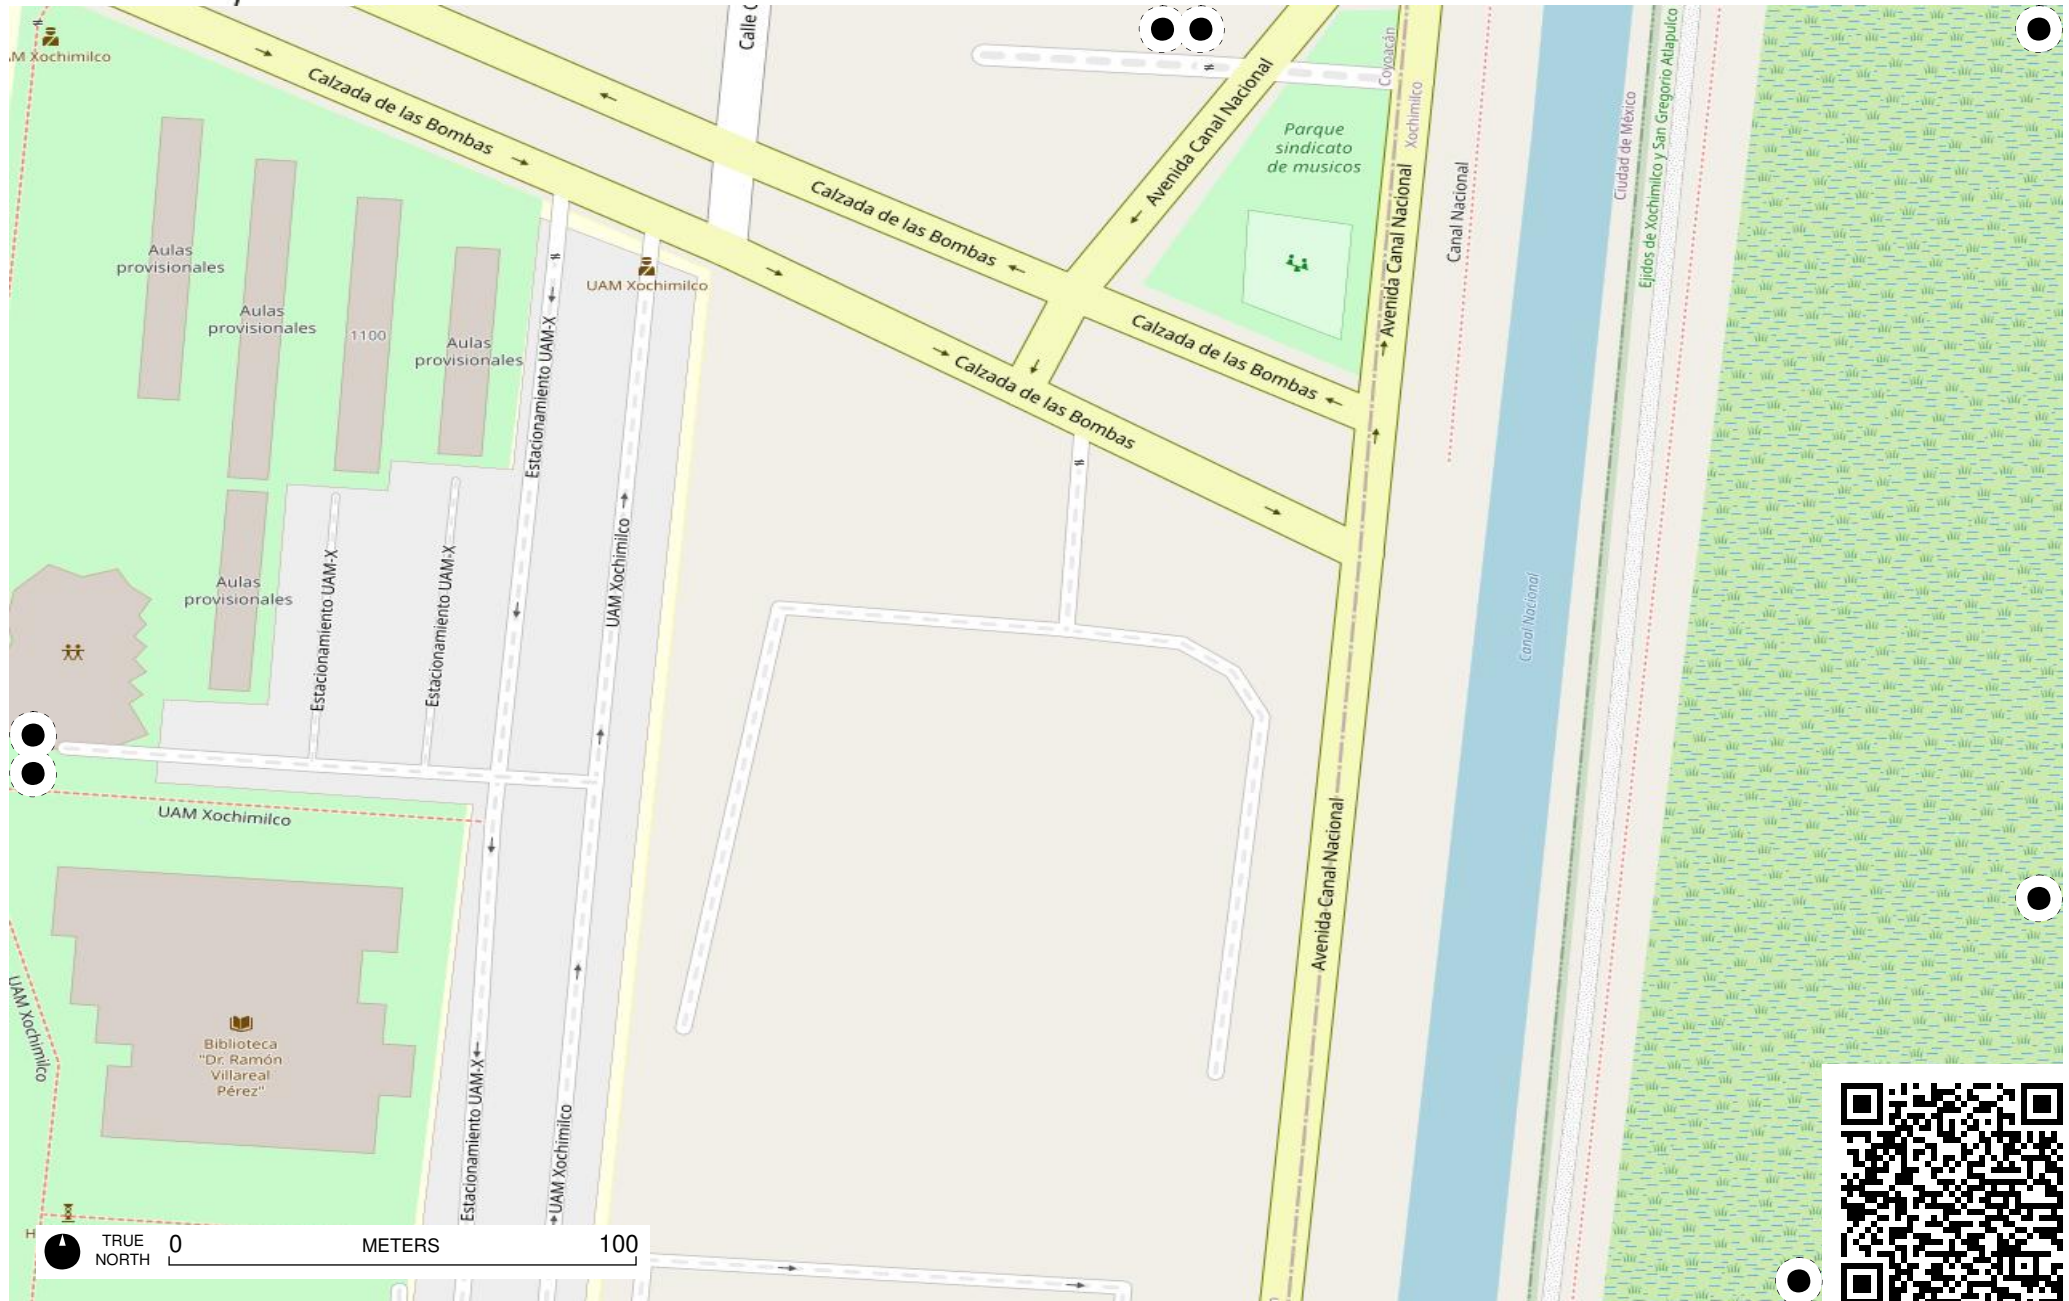 AM Xochimilco
Calle C
Calzada de las Bombas
Avenida Canal Nacional
Coyoacán
Xochimilco
Parque
sindicato
de musicos
Canal Nacional
Ciudad de México
Ejidos de Xochimilco y San Gregorio Atlapulco
Calzada de las Bombas
Avenida Canal Nacional
Aulas
provisionales
UAM Xochimilco
Aulas
provisionales
1100
Aulas
provisionales
Calzada de las Bombas
Calzada de las Bombas
Estacionamiento UAM-X
UAM Xochimilco
Aulas
provisionales
Estacionamiento UAM-X
Estacionamiento UAM-X
Canal Nacional
UAM Xochimilco
Avenida Canal Nacional
UAM Xochimilco
Biblioteca
"Dr. Ramón
Villareal
Pérez"
Estacionamiento UAM-X
UAM Xochimilco
H
TRUE
NORTH
0 METERS 100